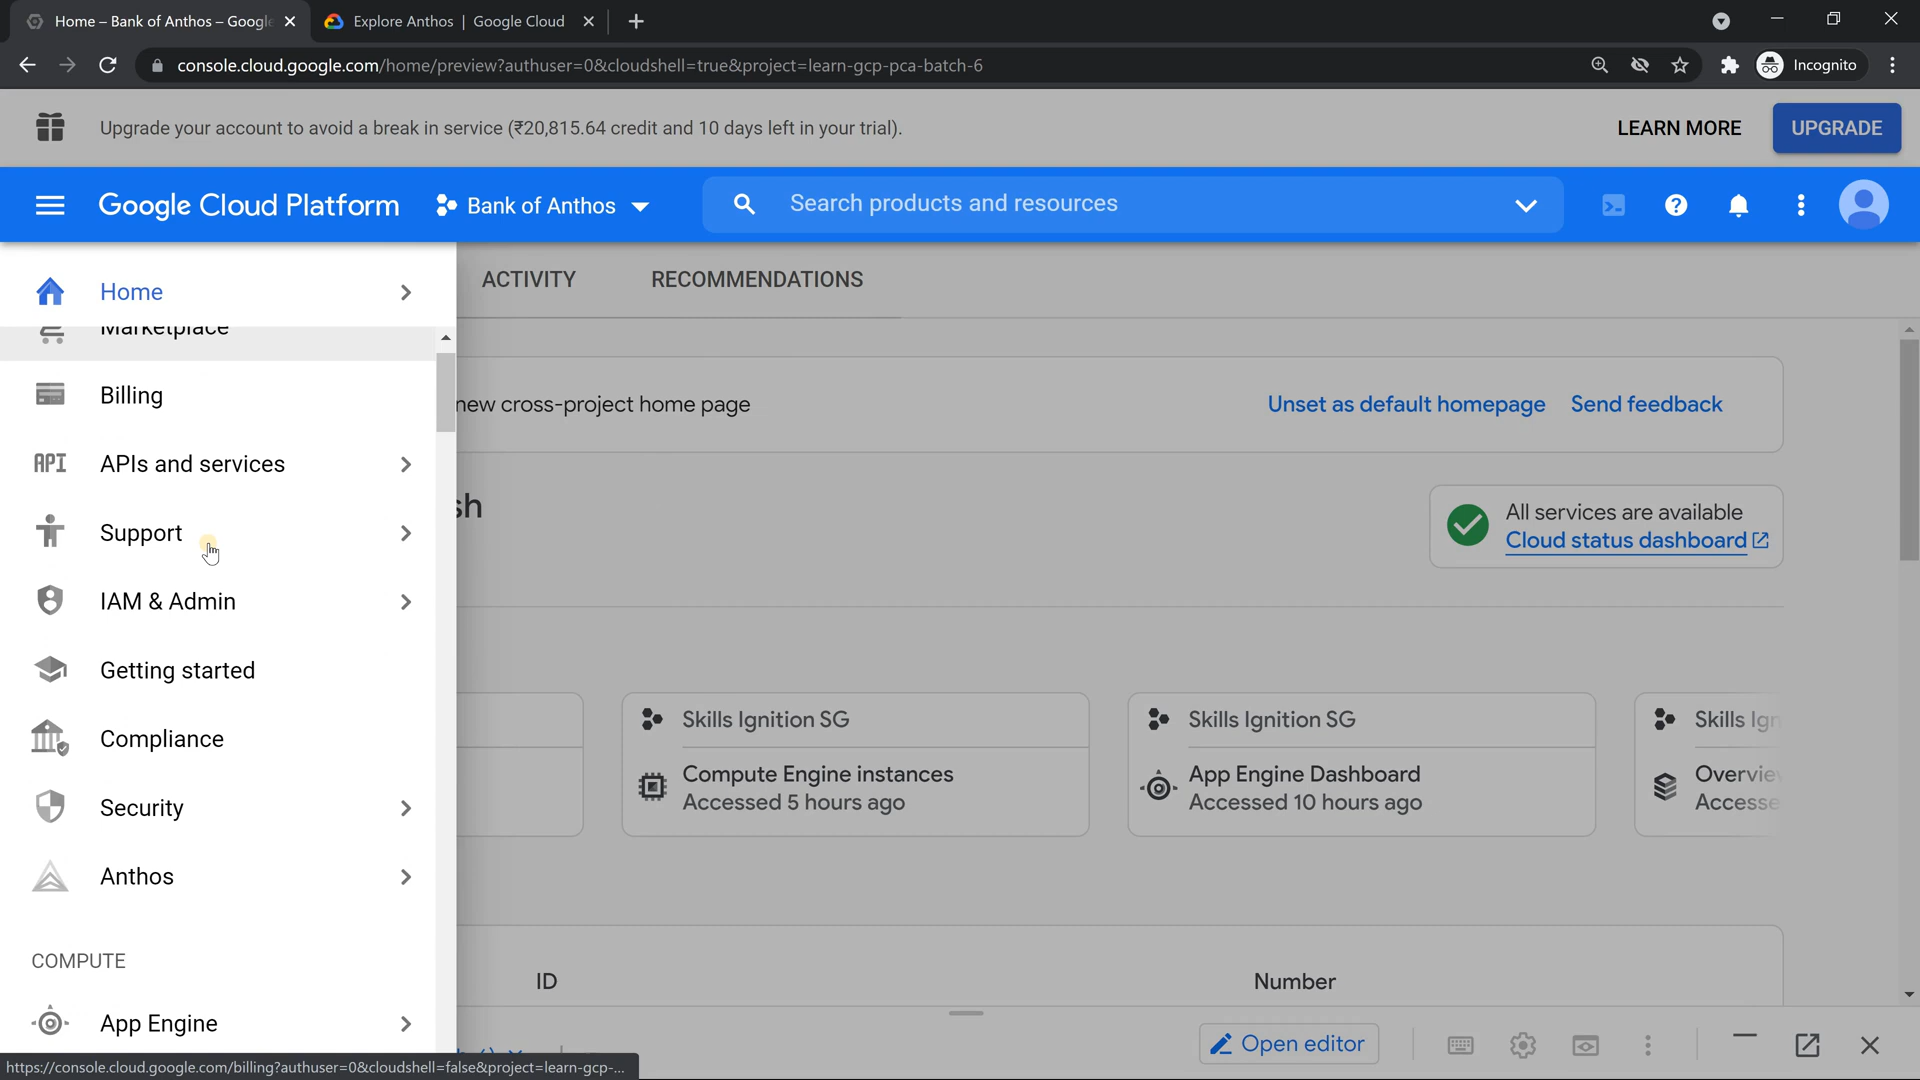 Home – Bank of Anthos – Google
Explore Anthos | Google Cloud
console.cloud.google.com/home/preview?authuser=0&cloudshell=true&project=learn-gcp-pca-batch-6
Incognito
Upgrade your account to avoid a break in service (₹20,815.64 credit and 10 days left in your trial).
LEARN MORE
UPGRADE
Google Cloud Platform
Bank of Anthos
Search products and resources
Home
ACTIVITY
RECOMMENDATIONS
Marketplace
Billing
new cross-project home page
Unset as default homepage
Send feedback
API
APIs and services
sh
All services are available
Cloud status dashboard
Support
IAM & Admin
Getting started
Skills Ignition SG
Skills Ignition SG
Skills Ign
Compliance
Compute Engine instances
Accessed 5 hours ago
App Engine Dashboard
Accessed 10 hours ago
Overvie
Accesse
Security
Anthos
COMPUTE
ID
Number
App Engine
Open editor
https://console.cloud.google.com/billing?authuser=0&cloudshell=false&project=learn-gcp-...